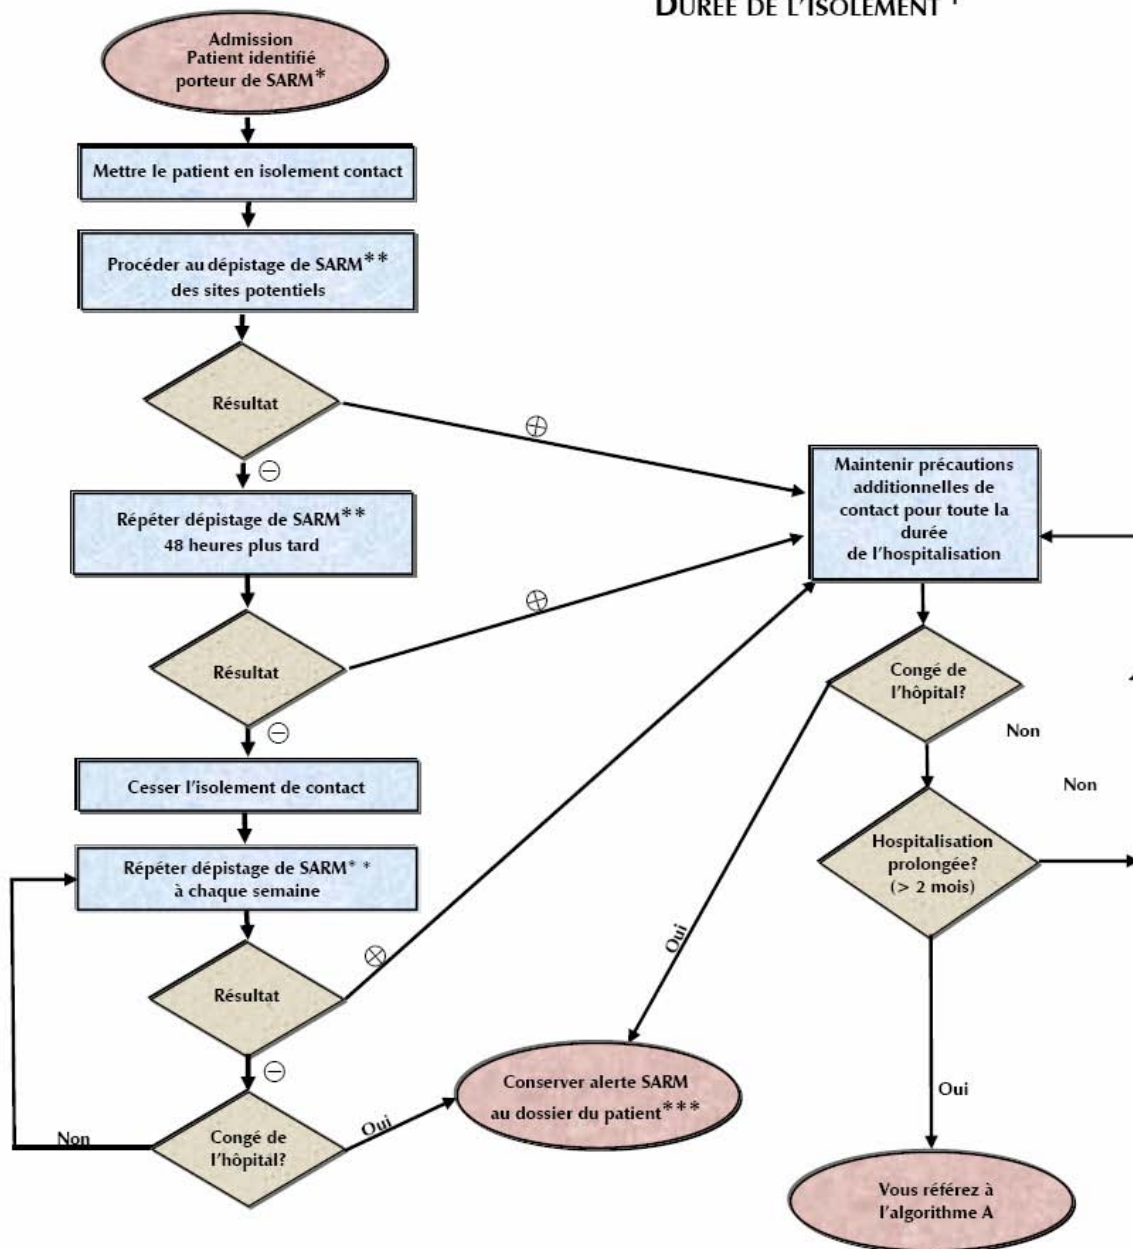 DURÉE DE L'ISOLEMENT
Admission
Patient identifié
porteur de SARM*
Mettre le patient en isolement contact
Procéder au dépistage de SARM**
des sites potentiels
Résultat
⊕
⊖
Répéter dépistage de SARM**
48 heures plus tard
Résultat
⊕
⊖
Cesser l'isolement de contact
Répéter dépistage de SARM* *
à chaque semaine
Résultat
⊗
⊖
Congé de
l'hôpital?
Non
Oui
Conserver alerte SARM
au dossier du patient***
Maintenir précautions
additionnelles de
contact pour toute la
durée
de l'hospitalisation
Congé de
l'hôpital?
Oui
Non
Hospitalisation
prolongée?
(> 2 mois)
Non
Oui
Vous référez à
l'algorithme A